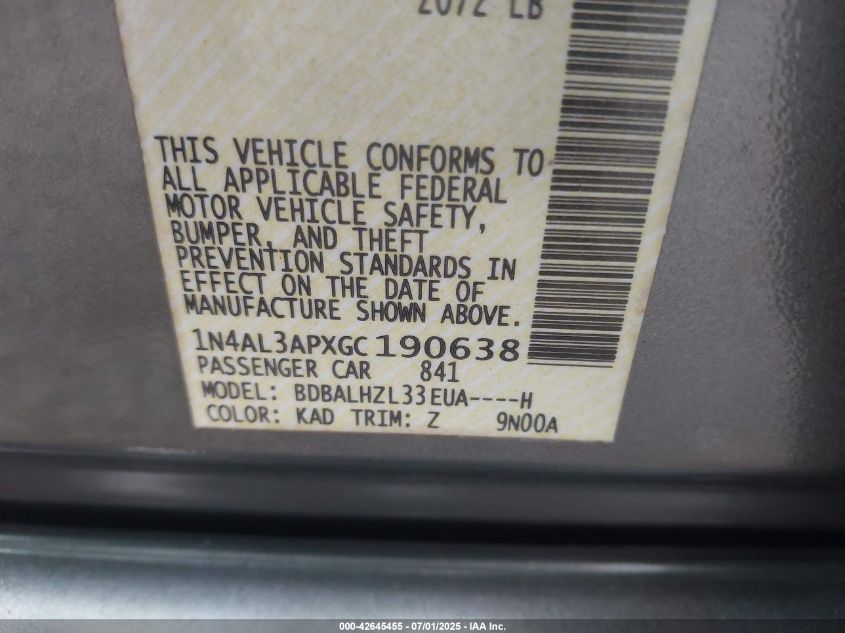 2072 LB
THIS VEHICLE CONFORMS TO
ALL APPLICABLE FEDERAL
MOTOR VEHICLE SAFETY,
BUMPER, AND THEFT
PREVENTION STANDARDS IN
EFFECT ON THE DATE OF
MANUFACTURE SHOWN ABOVE.
1N4AL3APXGC190638
PASSENGER CAR 841
MODEL: BDBALHZL33EUA----H
COLOR: KAD TRIM: Z 9N00A
000-42645455 - 07/01/2025 - IAA Inc.